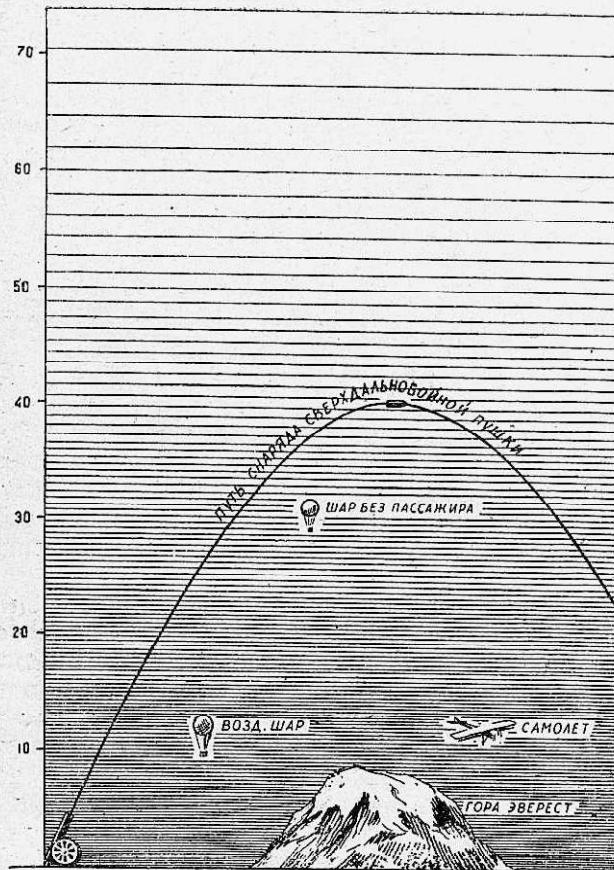 70
60
50
40
ПУТЬ СНАРЯДА СВЕРХДАЛЬНОБОЙНОЙ ПУШКИ
30
ШАР БЕЗ ПАССАЖИРА
20
ВОЗД. ШАР
САМОЛЕТ
10
ГОРА ЭВЕРЕСТ